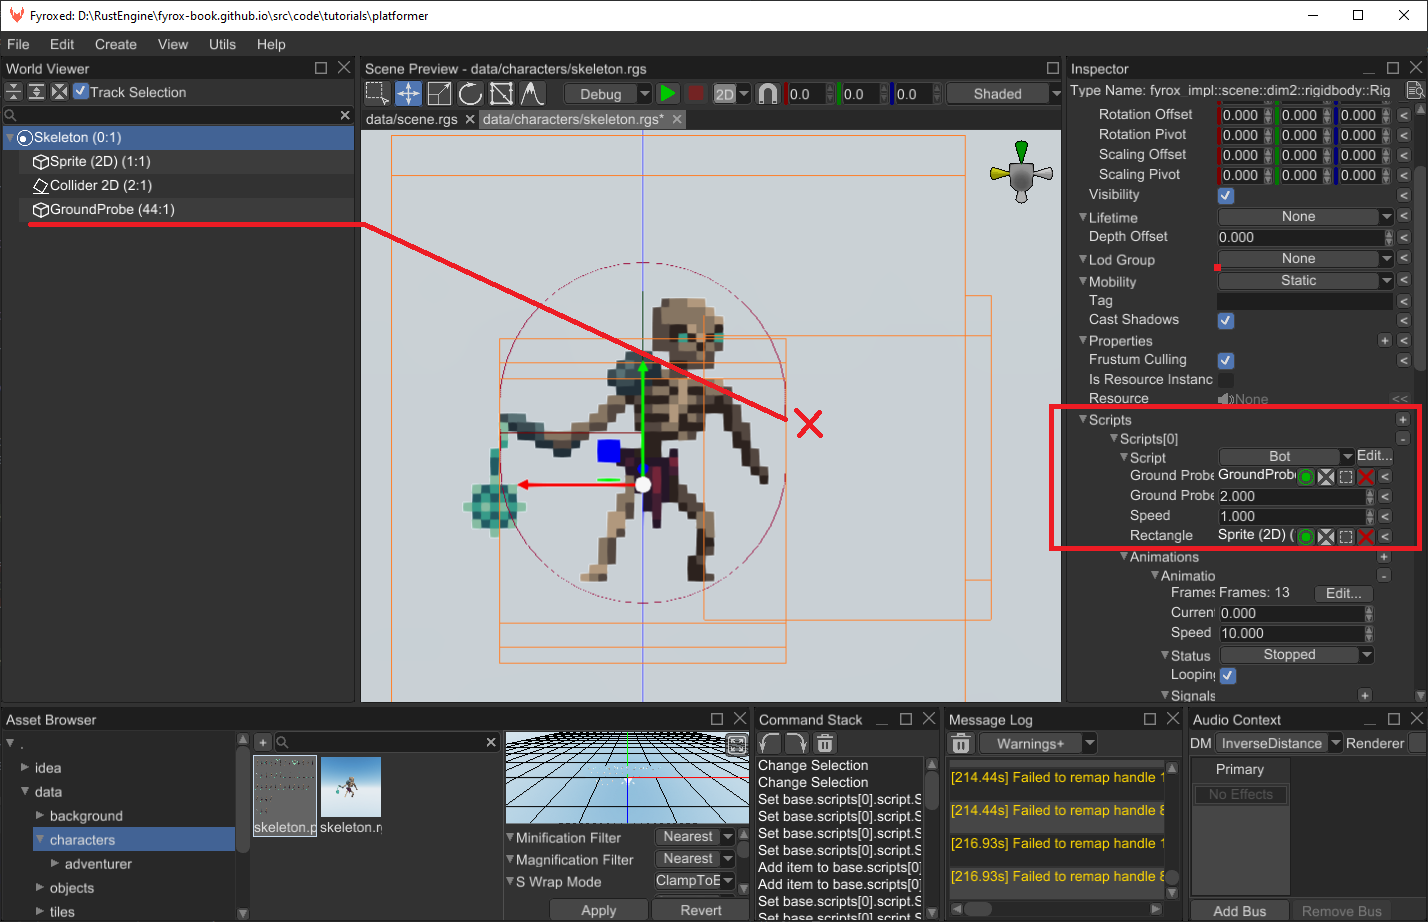 Fyroxed: D:\RustEngine\fyrox-book.github.io\src\code\tutorials\platformer
File Edit Create View Utils Help
World Viewer
Track Selection
Skeleton (0:1)
Sprite (2D) (1:1)
Collider 2D (2:1)
GroundProbe (44:1)
Scene Preview - data/characters/skeleton.rgs
Debug 2D 0.0 0.0 0.0 Shaded
data/scene.rgs data/characters/skeleton.rgs*
Inspector
Type Name: fyrox_impl::scene::dim2::rigidbody::Rig
Rotation Offset 0.000 0.000 0.000 <
Rotation Pivot 0.000 0.000 0.000 <
Scaling Offset 0.000 0.000 0.000 <
Scaling Pivot 0.000 0.000 0.000 <
Visibility <
Lifetime None <
Depth Offset 0.000 <
Lod Group None <
Mobility Static <
Tag <
Cast Shadows <
Properties + <
Frustum Culling <
Is Resource Instanc
Resource None <<
Scripts +
Scripts[0] -
Script Bot Edit...
Ground Probe GroundProbe <
Ground Probe 2.000 <
Speed 1.000 <
Rectangle Sprite (2D) ( <
Animations +
Animatio -
Frames Frames: 13 Edit...
Current 0.000
Speed 10.000
Status Stopped
Looping
Signals +
Asset Browser
.
idea
data
background
characters
adventurer
objects
tiles
+
skeleton.p skeleton.r
Minification Filter Nearest
Magnification Filter Nearest
S Wrap Mode ClampToE
Apply Revert
Command Stack
Change Selection
Change Selection
Set base.scripts[0].script.S
Set base.scripts[0].script.S
Set base.scripts[0].script.S
Set base.scripts[0].script.S
Add item to base.scripts[0]
Add item to base.scripts[0]
Set base.scripts[0].script.S
Set base.scripts[0].script.S
Message Log
Warnings+
[214.44s] Failed to remap handle 1
[214.44s] Failed to remap handle 8
[216.93s] Failed to remap handle 1
[216.93s] Failed to remap handle 8
Audio Context
DM InverseDistance Renderer
Primary
No Effects
Add Bus Remove Bus